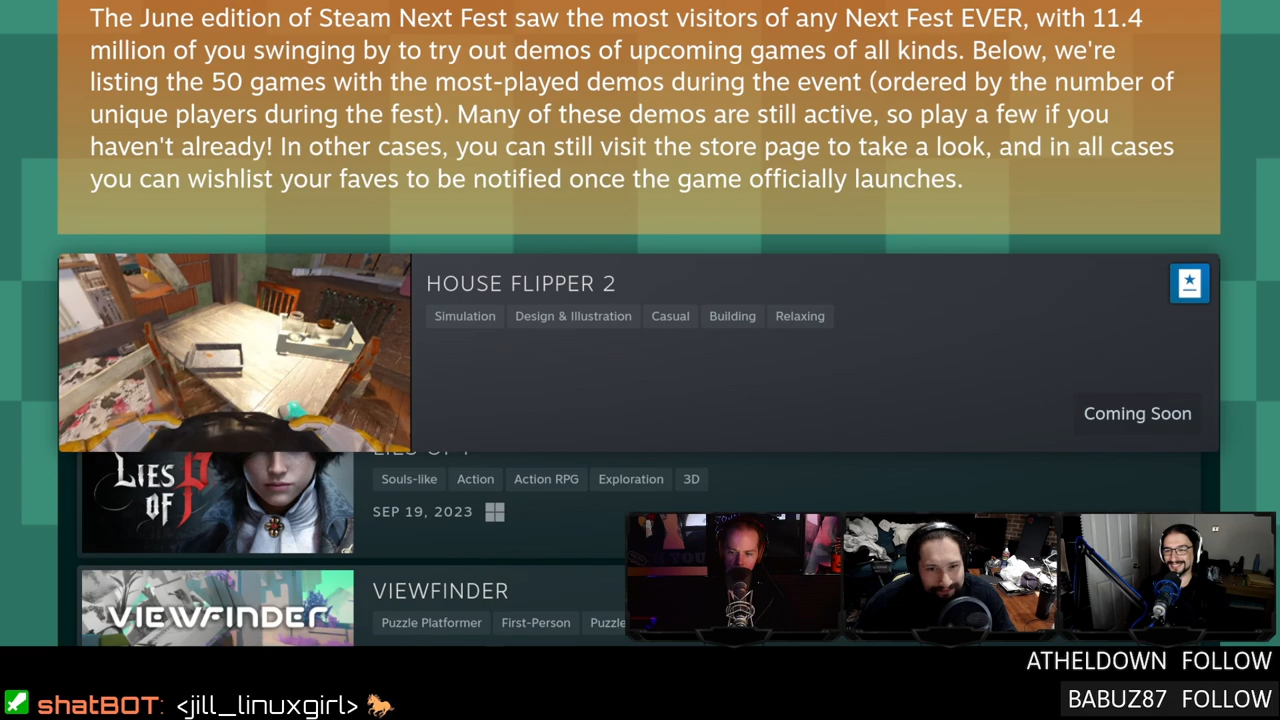 The June edition of Steam Next Fest saw the most visitors of any Next Fest EVER, with 11.4
million of you swinging by to try out demos of upcoming games of all kinds. Below, we're
listing the 50 games with the most-played demos during the event (ordered by the number of
unique players during the fest). Many of these demos are still active, so play a few if you
haven't already! In other cases, you can still visit the store page to take a look, and in all cases
you can wishlist your faves to be notified once the game officially launches.
HOUSE FLIPPER 2
Simulation Design & Illustration Casual Building Relaxing
Coming Soon
LIES OF P
LIES
OF P
Souls-like Action Action RPG Exploration 3D
SEP 19, 2023
VIEWFINDER
VIEWFINDER
Puzzle Platformer First-Person Puzzle
ATHELDOWN FOLLOW
BABUZ87 FOLLOW
shatBOT: <jill_linuxgirl> 🐎